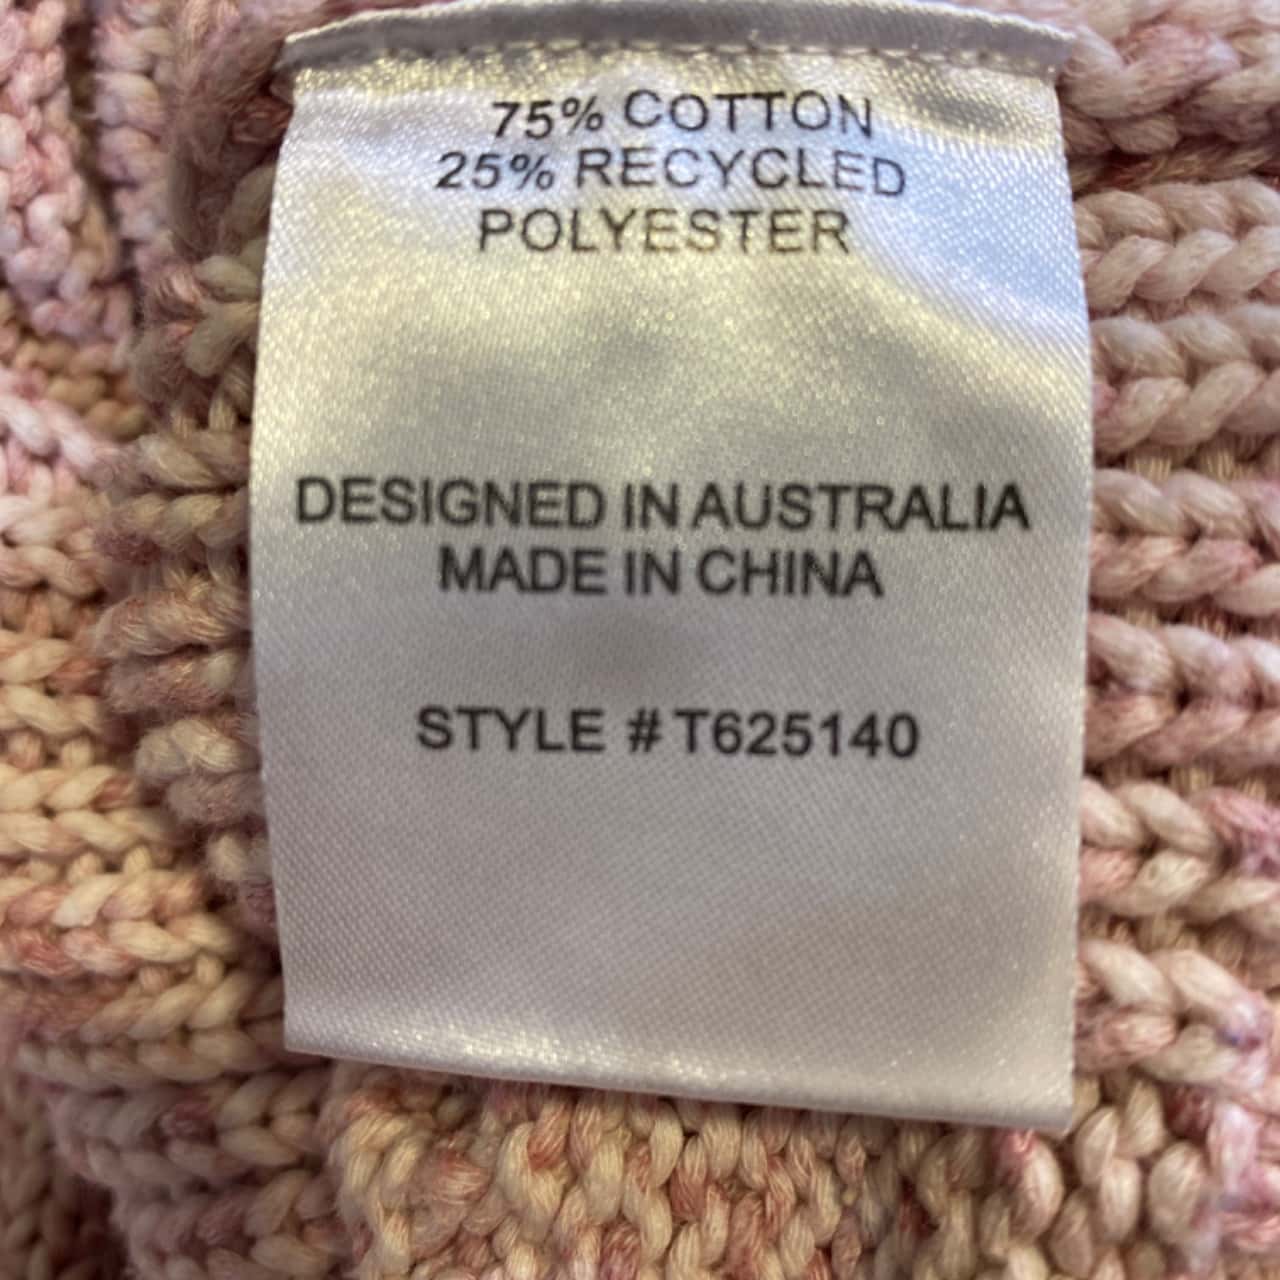 75% COTTON
25% RECYCLED
POLYESTER
DESIGNED IN AUSTRALIA
MADE IN CHINA
STYLE # T625140